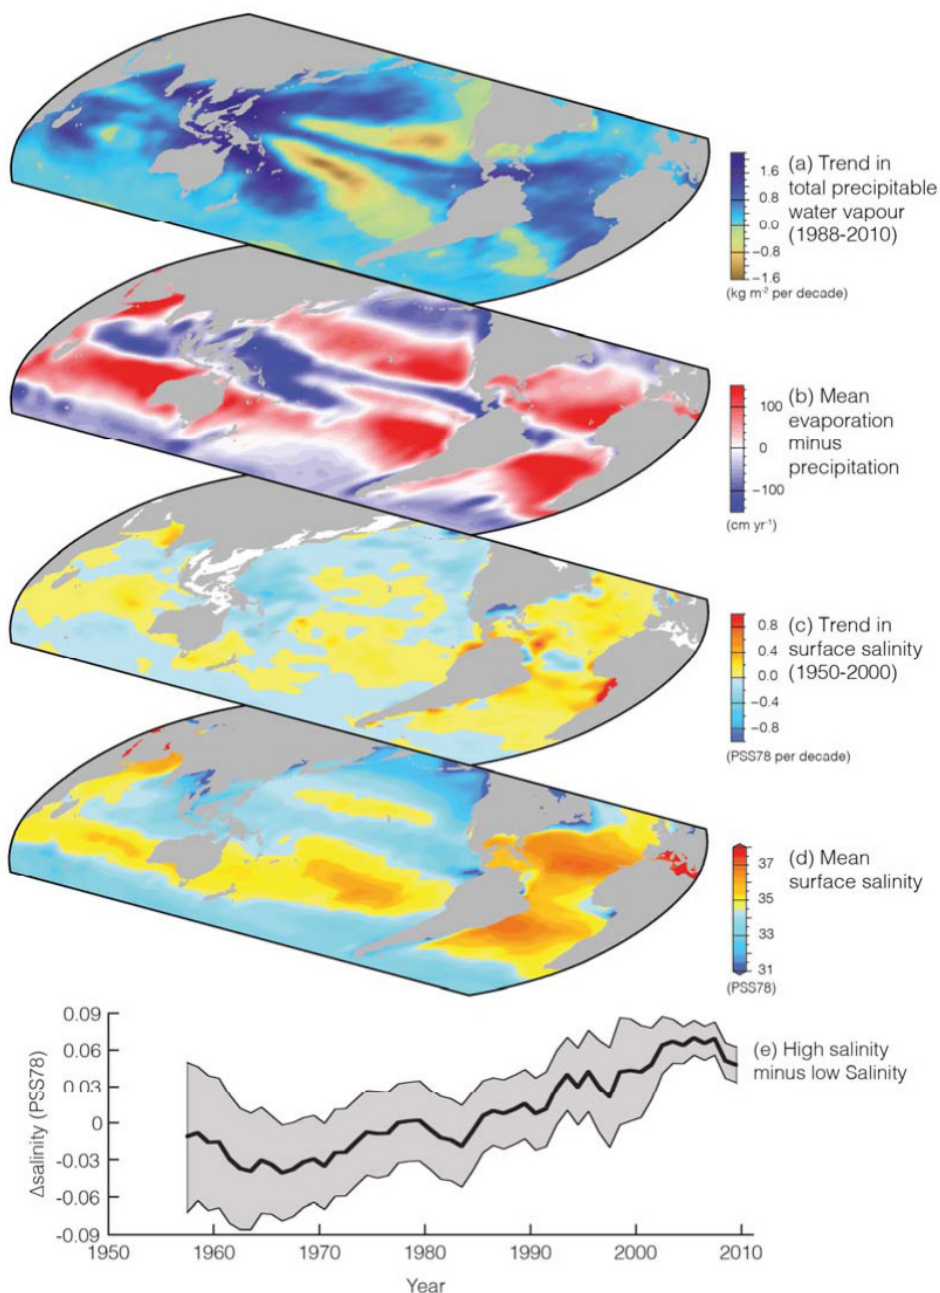 1.6
0.8
0.0
−0.8
−1.6
(kg m⁻² per decade)
(a) Trend in
total precipitable
water vapour
(1988-2010)
100
0
−100
(cm yr⁻¹)
(b) Mean
evaporation
minus
precipitation
0.8
0.4
0.0
−0.4
−0.8
(PSS78 per decade)
(c) Trend in
surface salinity
(1950-2000)
37
35
33
31
(PSS78)
(d) Mean
surface salinity
0.09
0.06
0.03
0
-0.03
-0.06
-0.09
Δsalinity (PSS78)
(e) High salinity
minus low Salinity
1950 1960 1970 1980 1990 2000 2010
Year